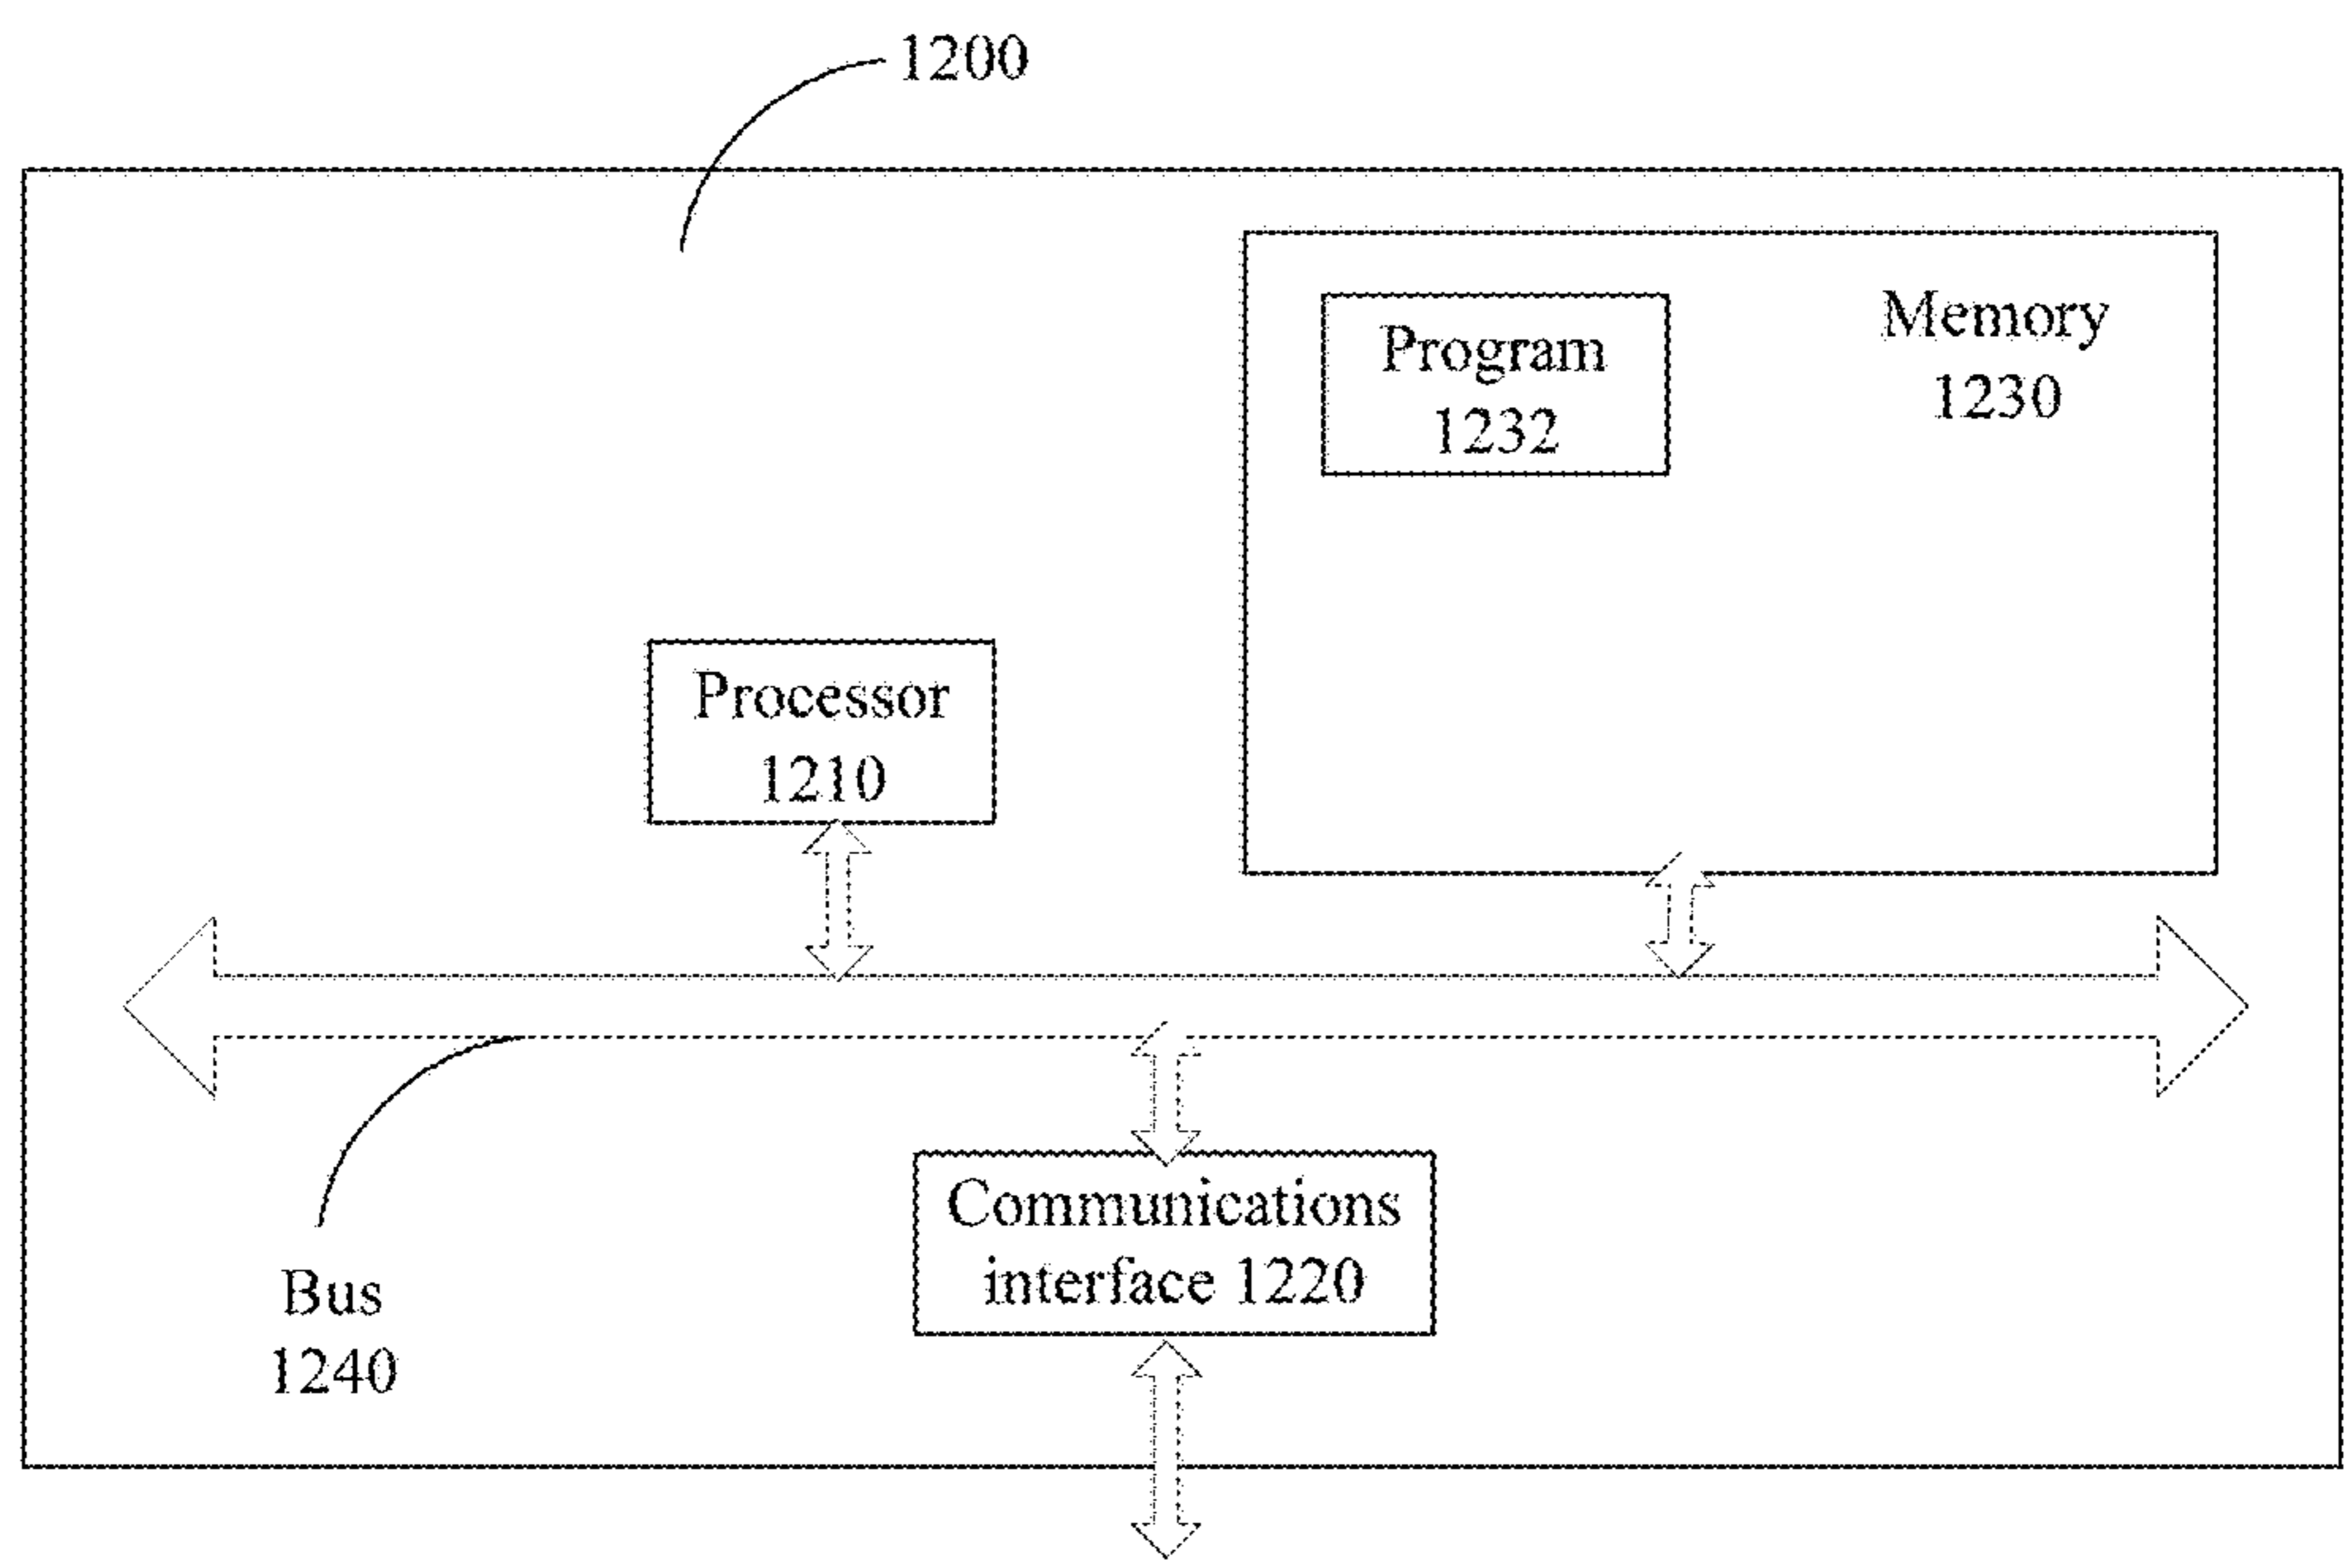 1200
Program
1232
Memory
1230
Processor
1210
Communications
interface 1220
Bus
1240